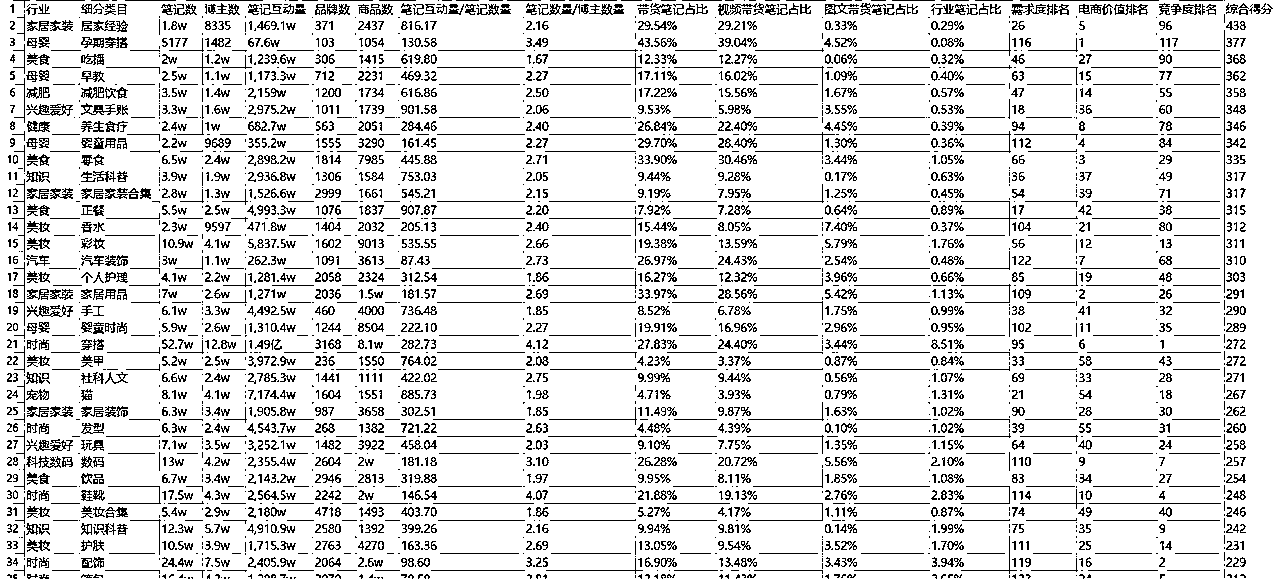 1 行业 细分类目 笔记数 博主数 笔记互动量 品牌数 商品数 笔记互动量/笔记数量 笔记数量/博主数量 带货笔记占比 视频带货笔记占比 图文带货笔记占比 行业笔记占比 需求度排名 电商价值排名 竞争度排名 综合得分
2 家居家装 居家经验 1.8w 8335 1,469.1w 371 2437 816.17 2.16 29.54% 29.21% 0.33% 0.29% 26 5 96 438
3 母婴 孕期穿搭 5177 1482 67.6w 103 1054 130.58 3.49 43.56% 39.04% 4.52% 0.08% 116 1 117 377
4 美食 吃播 2w 1.2w 1,239.6w 306 1415 619.80 1.67 12.33% 12.27% 0.06% 0.32% 46 27 90 368
5 母婴 早教 2.5w 1.1w 1,173.3w 712 2231 469.32 2.27 17.11% 16.02% 1.09% 0.40% 63 15 77 362
6 减肥 减肥饮食 3.5w 1.4w 2,159w 1200 1734 616.86 2.50 17.22% 15.56% 1.67% 0.57% 47 14 55 358
7 兴趣爱好 文具手账 3.3w 1.6w 2,975.2w 1011 1739 901.58 2.06 9.53% 5.98% 3.55% 0.53% 18 36 60 348
8 健康 养生食疗 2.4w 1w 682.7w 563 2051 284.46 2.40 26.84% 22.40% 4.45% 0.39% 94 8 78 346
9 母婴 婴童用品 2.2w 9689 355.2w 1555 3290 161.45 2.27 29.70% 28.40% 1.30% 0.36% 112 4 84 342
10 美食 零食 6.5w 2.4w 2,898.2w 1814 7985 445.88 2.71 33.90% 30.46% 3.44% 1.05% 66 3 29 335
11 知识 生活科普 3.9w 1.9w 2,936.8w 1306 1584 753.03 2.05 9.44% 9.28% 0.17% 0.63% 36 37 49 317
12 家居家装 家居家装合集 2.8w 1.3w 1,526.6w 2999 1661 545.21 2.15 9.19% 7.95% 1.25% 0.45% 54 39 71 317
13 美食 正餐 5.5w 2.5w 4,993.3w 1076 1837 907.87 2.20 7.92% 7.28% 0.64% 0.89% 17 42 38 315
14 美妆 香水 2.3w 9597 471.8w 1404 2032 205.13 2.40 15.44% 8.05% 7.40% 0.37% 104 21 80 312
15 美妆 彩妆 10.9w 4.1w 5,837.5w 1602 9013 535.55 2.66 19.38% 13.59% 5.79% 1.76% 56 12 13 311
16 汽车 汽车装饰 3w 1.1w 262.3w 1091 3613 87.43 2.73 26.97% 24.43% 2.54% 0.48% 122 7 68 310
17 美妆 个人护理 4.1w 2.2w 1,281.4w 2058 2324 312.54 1.86 16.27% 12.32% 3.96% 0.66% 85 19 48 303
18 家居家装 家居用品 7w 2.6w 1,271w 2036 1.5w 181.57 2.69 33.97% 28.56% 5.42% 1.13% 109 2 26 291
19 兴趣爱好 手工 6.1w 3.3w 4,492.5w 460 4000 736.48 1.85 8.52% 6.78% 1.75% 0.99% 38 41 32 290
20 母婴 婴童时尚 5.9w 2.6w 1,310.4w 1244 8504 222.10 2.27 19.91% 16.96% 2.96% 0.95% 102 11 35 289
21 时尚 穿搭 52.7w 12.8w 1.49亿 3168 8.1w 282.73 4.12 27.83% 24.40% 3.44% 8.51% 95 6 1 272
22 美妆 美甲 5.2w 2.5w 3,972.9w 236 1550 764.02 2.08 4.23% 3.37% 0.87% 0.84% 33 58 43 272
23 知识 社科人文 6.6w 2.4w 2,785.3w 1441 1111 422.02 2.75 9.99% 9.44% 0.56% 1.07% 69 33 28 271
24 宠物 猫 8.1w 4.1w 7,174.4w 1604 1551 885.73 1.98 4.71% 3.93% 0.79% 1.31% 21 54 18 267
25 家居家装 家居装饰 6.3w 3.4w 1,905.8w 987 3658 302.51 1.85 11.49% 9.87% 1.63% 1.02% 90 28 30 262
26 时尚 发型 6.3w 2.4w 4,543.7w 268 1382 721.22 2.63 4.48% 4.39% 0.10% 1.02% 39 55 31 260
27 兴趣爱好 玩具 7.1w 3.5w 3,252.1w 1482 3922 458.04 2.03 9.10% 7.75% 1.35% 1.15% 64 40 24 258
28 科技数码 数码 13w 4.2w 2,355.4w 2604 2w 181.18 3.10 26.28% 20.72% 5.56% 2.10% 110 9 7 257
29 美食 饮品 6.7w 3.4w 2,143.2w 2946 2813 319.88 1.97 9.95% 8.11% 1.85% 1.08% 83 34 27 254
30 时尚 鞋靴 17.5w 4.3w 2,564.5w 2242 2w 146.54 4.07 21.88% 19.13% 2.76% 2.83% 114 10 4 248
31 美妆 美妆合集 5.4w 2.9w 2,180w 4718 1493 403.70 1.86 5.27% 4.17% 1.11% 0.87% 74 49 40 246
32 知识 知识科普 12.3w 5.7w 4,910.9w 2580 1392 399.26 2.16 9.94% 9.81% 0.14% 1.99% 75 35 9 242
33 美妆 护肤 10.5w 3.9w 1,715.3w 2763 4270 163.36 2.69 13.05% 9.54% 3.52% 1.70% 111 25 14 231
34 时尚 配饰 24.4w 7.5w 2,405.9w 2064 2.6w 98.60 3.25 16.90% 13.48% 3.43% 3.94% 119 16 2 229